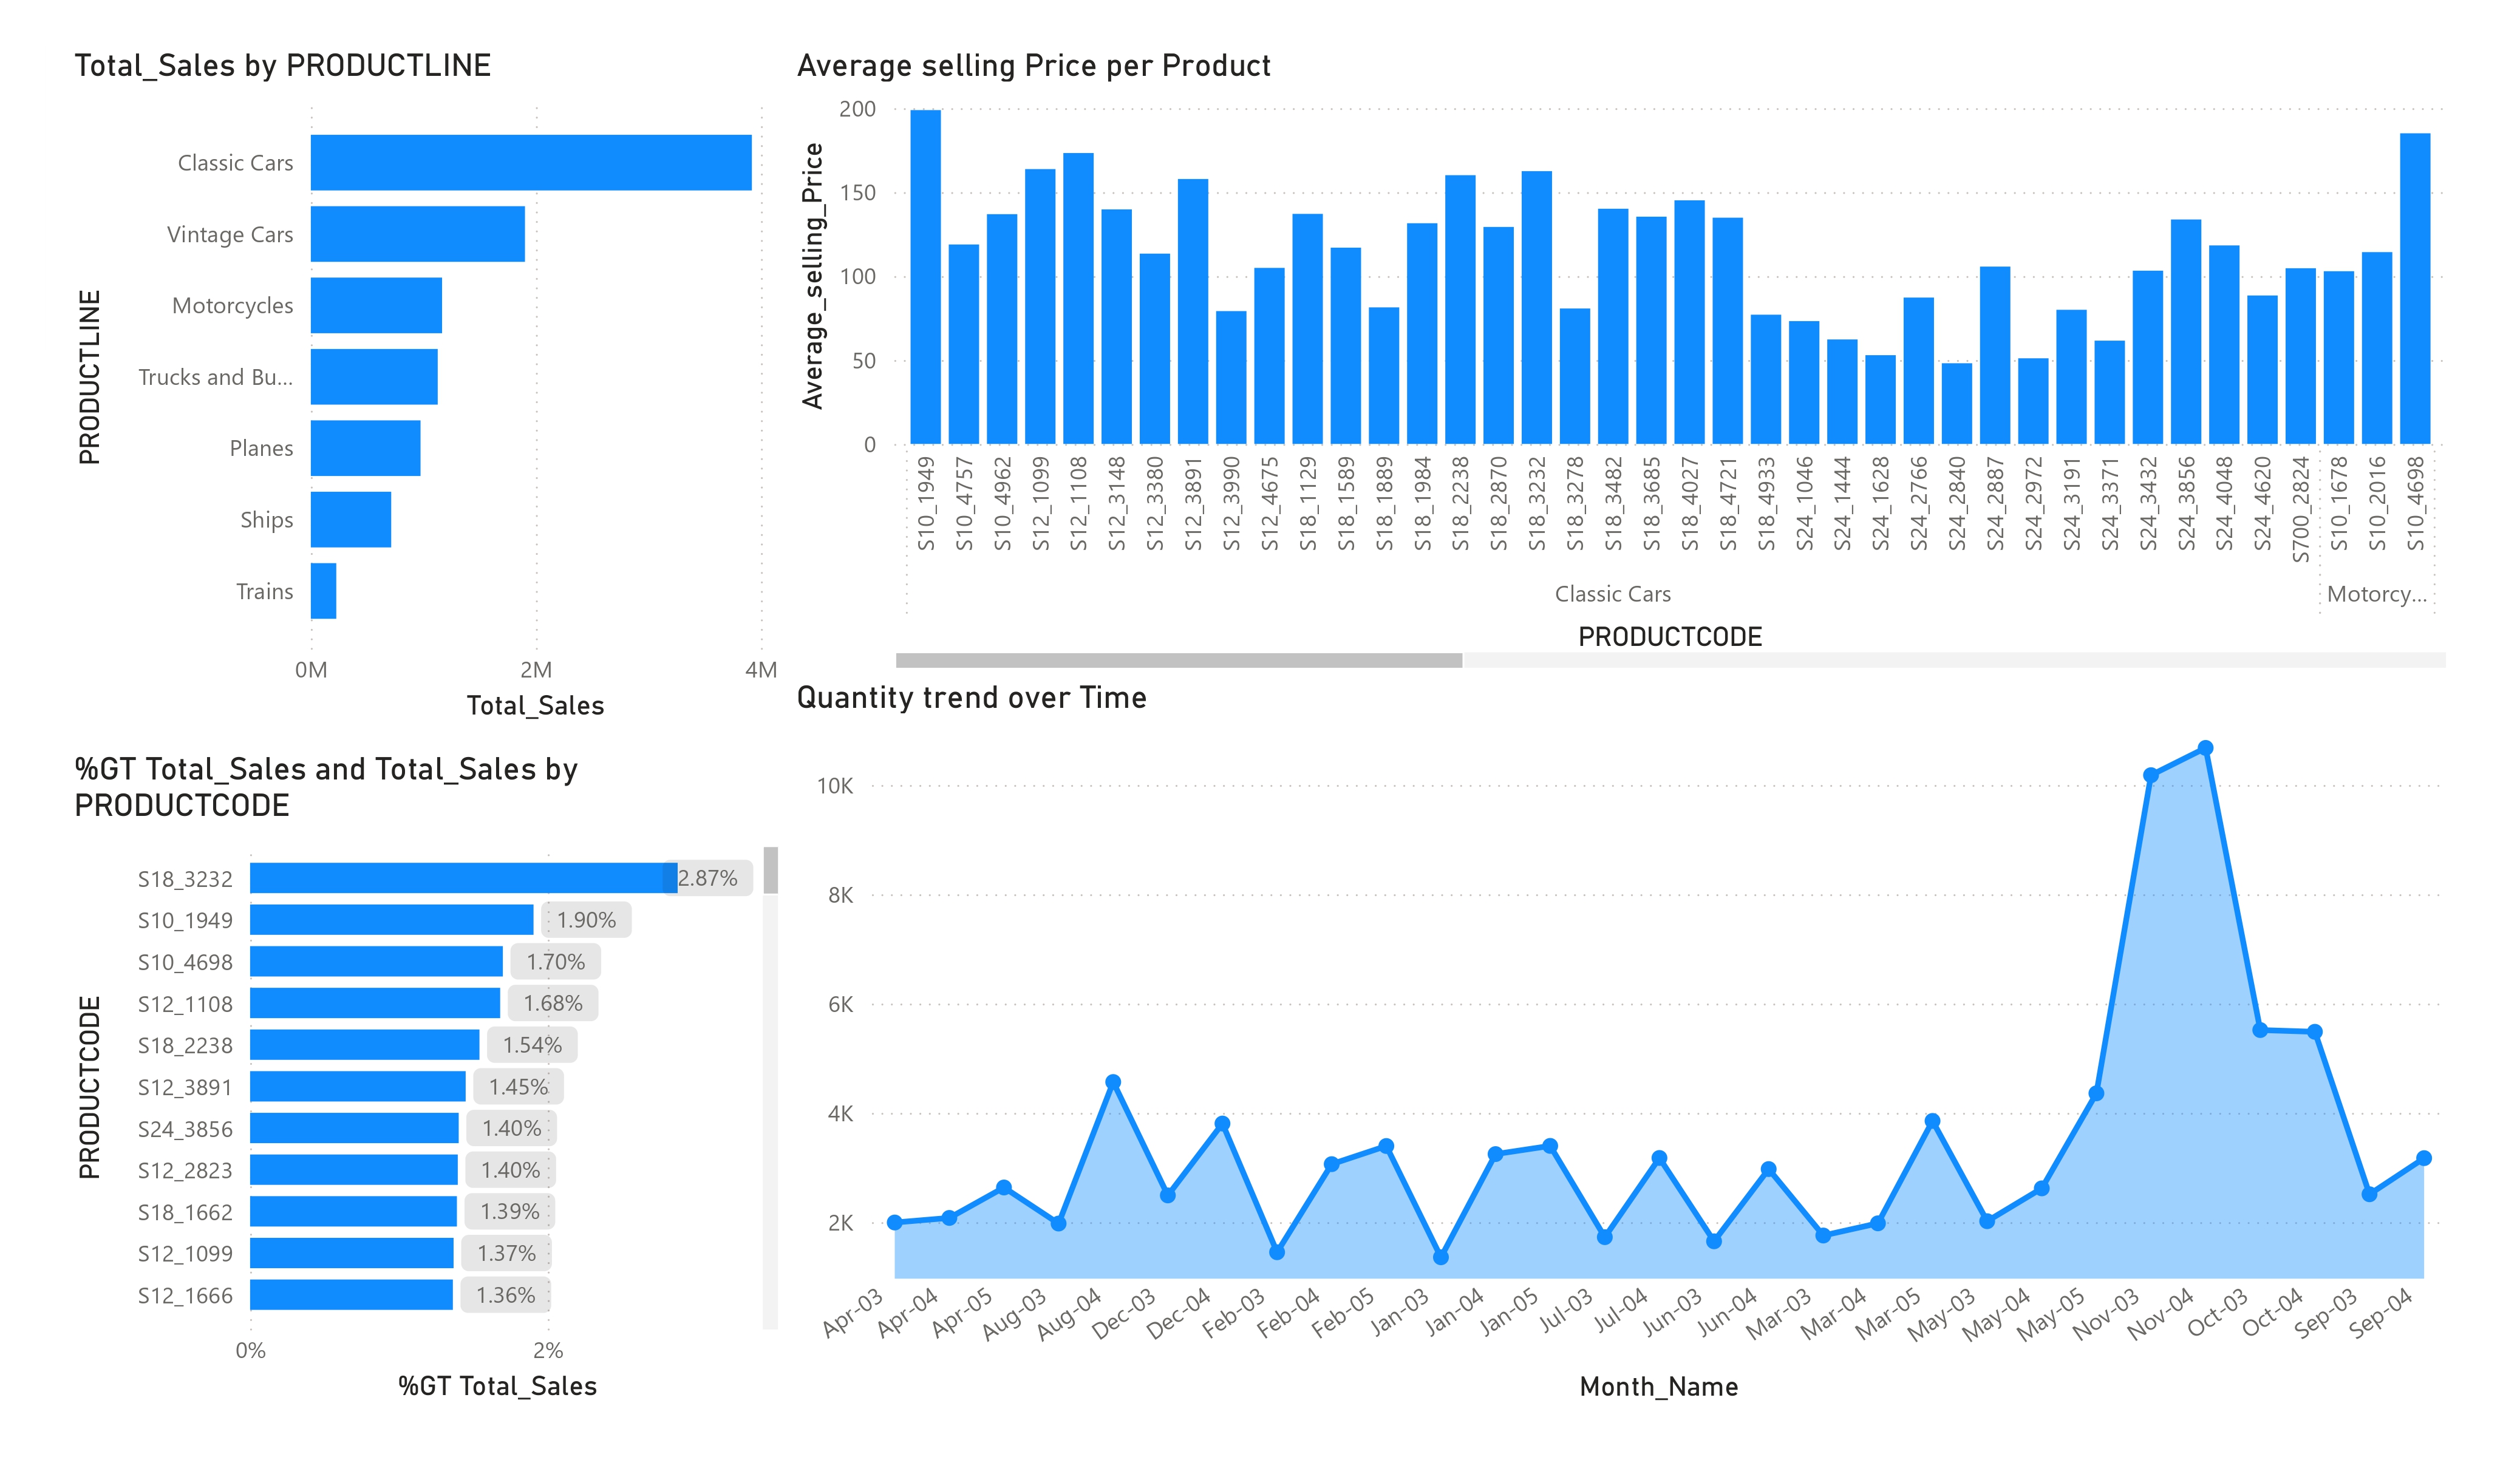 Total_Sales by PRODUCTLINE
PRODUCTLINE
Classic Cars
Vintage Cars
Motorcycles
Trucks and Bu...
Planes
Ships
Trains
0M 2M 4M
Total_Sales
Average selling Price per Product
Average_selling_Price
200
150
100
50
0
S10_1949 S10_4757 S10_4962 S12_1099 S12_1108 S12_3148 S12_3380 S12_3891 S12_3990 S12_4675 S18_1129 S18_1589 S18_1889 S18_1984 S18_2238 S18_2870 S18_3232 S18_3278 S18_3482 S18_3685 S18_4027 S18_4721 S18_4933 S24_1046 S24_1444 S24_1628 S24_2766 S24_2840 S24_2887 S24_2972 S24_3191 S24_3371 S24_3432 S24_3856 S24_4048 S24_4620 S700_2824 S10_1678 S10_2016 S10_4698
Classic Cars Motorcy...
PRODUCTCODE
%GT Total_Sales and Total_Sales by
PRODUCTCODE
PRODUCTCODE
S18_3232 2.87%
S10_1949 1.90%
S10_4698 1.70%
S12_1108 1.68%
S18_2238 1.54%
S12_3891 1.45%
S24_3856 1.40%
S12_2823 1.40%
S18_1662 1.39%
S12_1099 1.37%
S12_1666 1.36%
0% 2%
%GT Total_Sales
Quantity trend over Time
10K
8K
6K
4K
2K
Apr-03 Apr-04 Apr-05 Aug-03 Aug-04 Dec-03 Dec-04 Feb-03 Feb-04 Feb-05 Jan-03 Jan-04 Jan-05 Jul-03 Jul-04 Jun-03 Jun-04 Mar-03 Mar-04 Mar-05 May-03 May-04 May-05 Nov-03 Nov-04 Oct-03 Oct-04 Sep-03 Sep-04
Month_Name